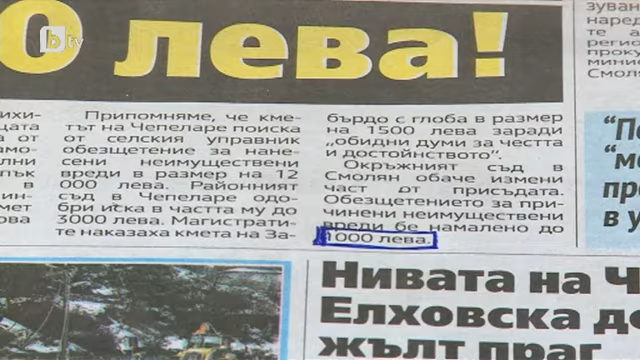 btv
0 лева!
Припомняме, че кме-
тът на Чепеларе поиска
от селския управник
обезщетение за нане-
сени неимуществени
вреди в размер на 12
000 лева. Районният
съд в Чепеларе одо-
бри иска в частта му до
3000 лева. Магистрати-
те наказаха кмета на За-
бърдо с глоба в размер
на 1500 лева заради
„обидни думи за честта
и достойнството".
Окръжният съд в
Смолян обаче измени
част от присъдата.
Обезщетението за при-
чинени неимуществени
вреди бе намалено до
1000 лева.
Нивата на Ч
Елховска до
жълт праг